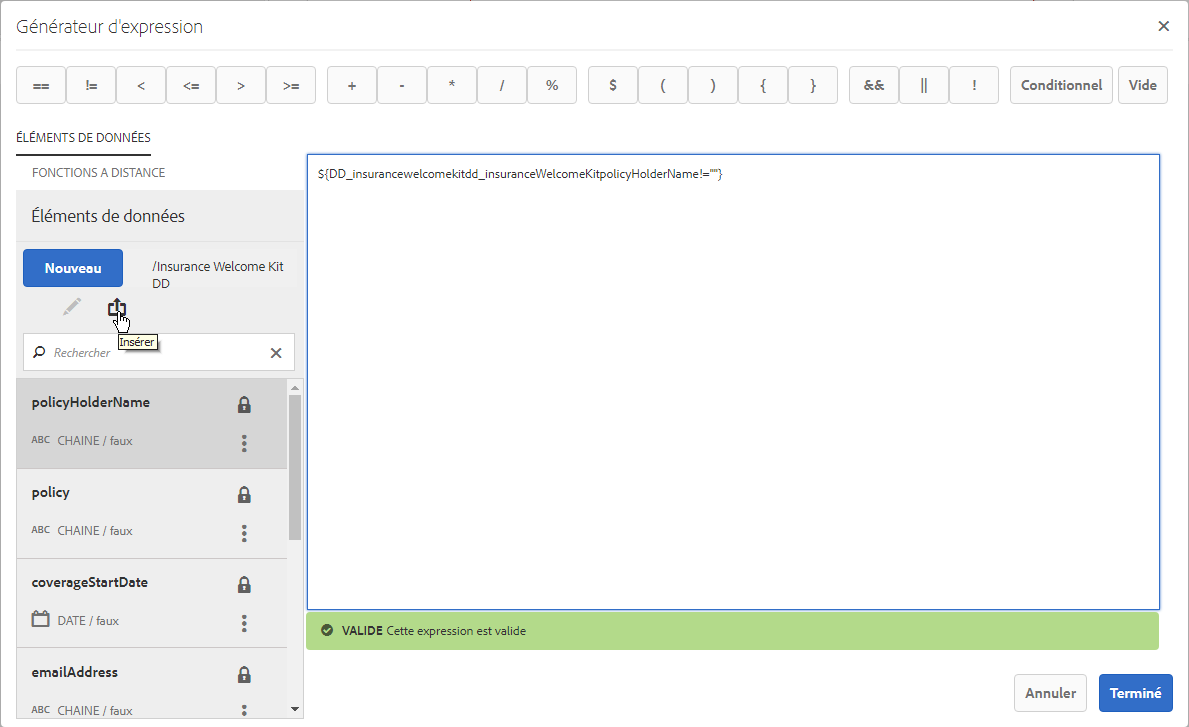 Générateur d'expression
== != < <= > >= + - * / % $ ( ) { } && || ! Conditionnel Vide
ÉLÉMENTS DE DONNÉES
FONCTIONS A DISTANCE
${DD_insurancewelcomekitdd_insuranceWelcomeKitpolicyHolderName!=""}
Éléments de données
Nouveau
/Insurance Welcome Kit
DD
Insérer
Rechercher
policyHolderName
ABC CHAINE / faux
policy
ABC CHAINE / faux
coverageStartDate
DATE / faux
emailAddress
ABC CHAINE / faux
VALIDE Cette expression est valide
Annuler Terminé